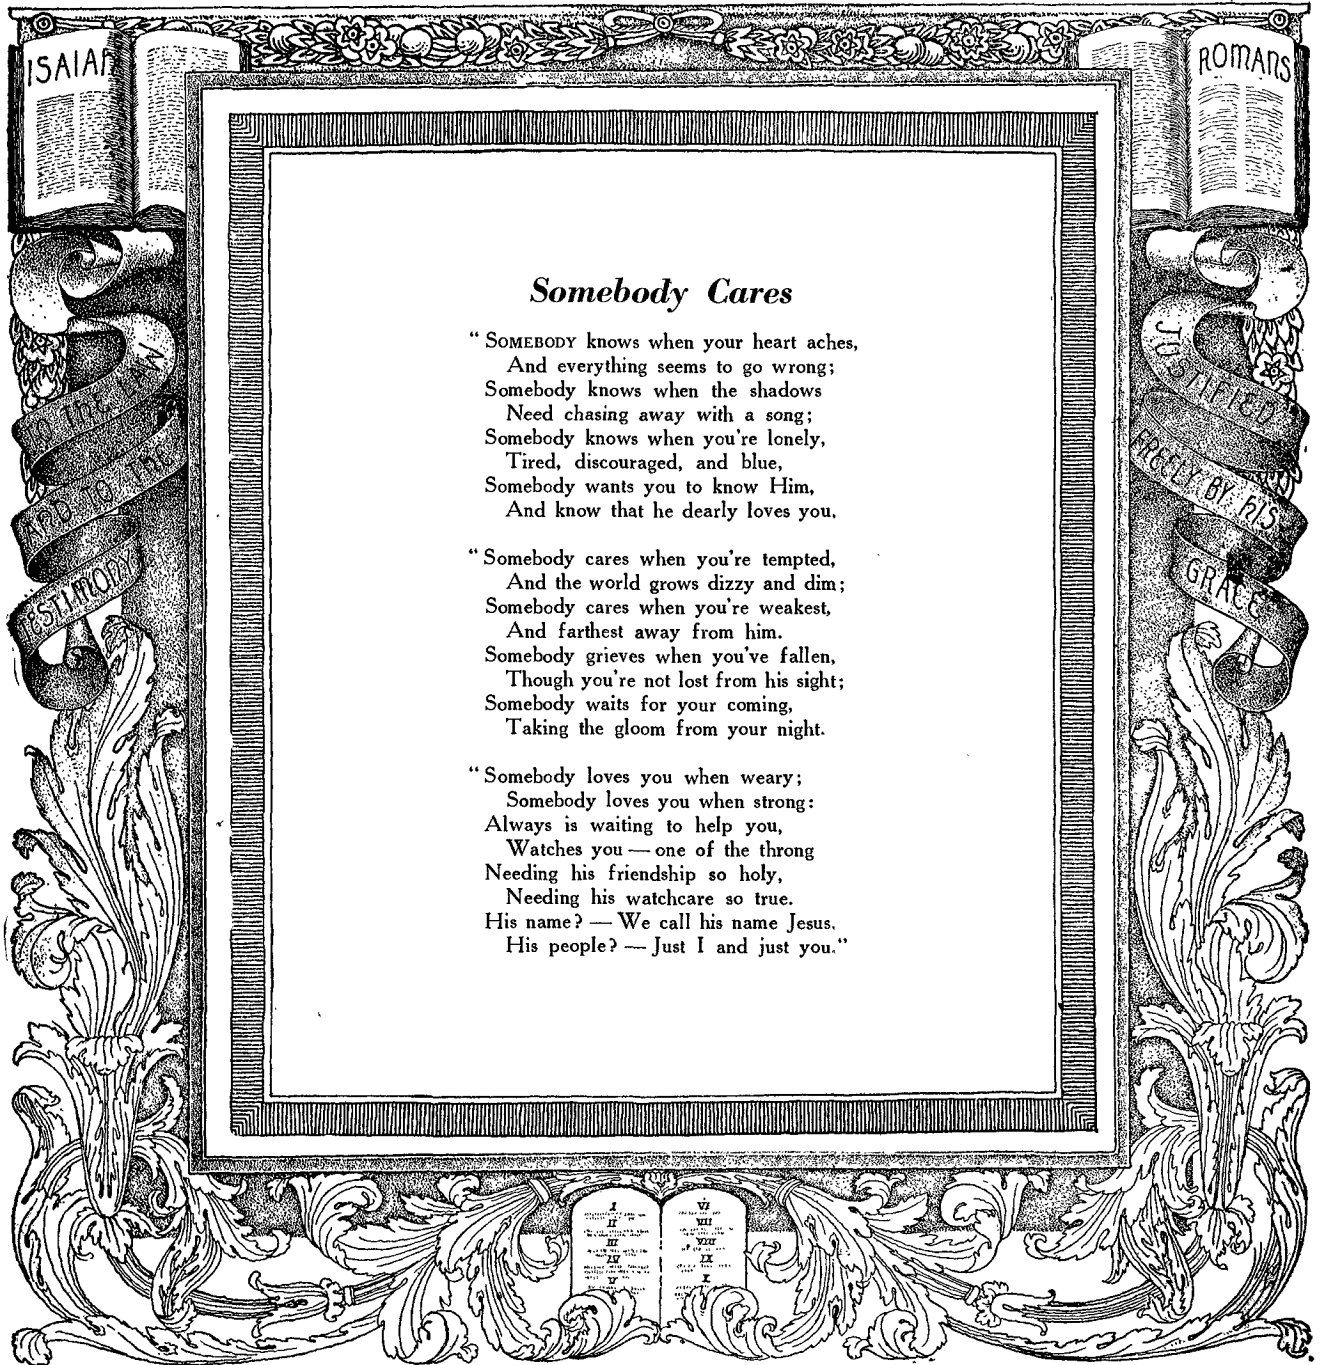 ISAIAH
ROMANS
TO THE LAW
AND TO THE
TESTIMONY
JUSTIFIED
FREELY BY HIS
GRACE
Somebody Cares
“ SOMEBODY knows when your heart aches,
And everything seems to go wrong;
Somebody knows when the shadows
Need chasing away with a song;
Somebody knows when you're lonely,
Tired, discouraged, and blue,
Somebody wants you to know Him,
And know that he dearly loves you.
“ Somebody cares when you're tempted,
And the world grows dizzy and dim;
Somebody cares when you're weakest,
And farthest away from him.
Somebody grieves when you've fallen,
Though you're not lost from his sight;
Somebody waits for your coming,
Taking the gloom from your night.
“ Somebody loves you when weary;
Somebody loves you when strong:
Always is waiting to help you,
Watches you — one of the throng
Needing his friendship so holy,
Needing his watchcare so true.
His name? — We call his name Jesus.
His people? — Just I and just you.”
I
II
III
IV
V
VI
VII
VIII
IX
X